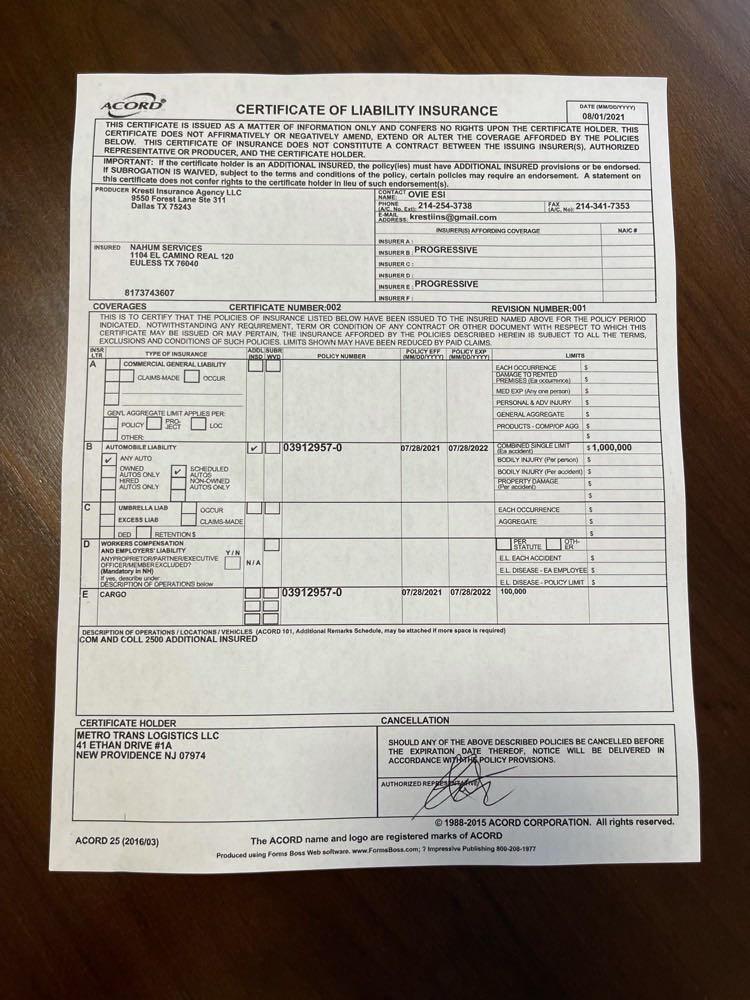 ACORD®
CERTIFICATE OF LIABILITY INSURANCE
DATE (MM/DD/YYYY)
08/01/2021
THIS CERTIFICATE IS ISSUED AS A MATTER OF INFORMATION ONLY AND CONFERS NO RIGHTS UPON THE CERTIFICATE HOLDER. THIS
CERTIFICATE DOES NOT AFFIRMATIVELY OR NEGATIVELY AMEND, EXTEND OR ALTER THE COVERAGE AFFORDED BY THE POLICIES
BELOW. THIS CERTIFICATE OF INSURANCE DOES NOT CONSTITUTE A CONTRACT BETWEEN THE ISSUING INSURER(S), AUTHORIZED
REPRESENTATIVE OR PRODUCER, AND THE CERTIFICATE HOLDER.
IMPORTANT: If the certificate holder is an ADDITIONAL INSURED, the policy(ies) must have ADDITIONAL INSURED provisions or be endorsed.
If SUBROGATION IS WAIVED, subject to the terms and conditions of the policy, certain policies may require an endorsement. A statement on
this certificate does not confer rights to the certificate holder in lieu of such endorsement(s).
PRODUCER Kresti Insurance Agency LLC
9550 Forest Lane Ste 311
Dallas TX 75243
CONTACT NAME: OVIE ESI
PHONE (A/C, No, Ext): 214-254-3738
FAX (A/C, No): 214-341-7353
E-MAIL ADDRESS: krestiins@gmail.com
INSURER(S) AFFORDING COVERAGE NAIC #
INSURER A :
INSURER B : PROGRESSIVE
INSURER C :
INSURER D :
INSURER E : PROGRESSIVE
INSURER F :
INSURED NAHUM SERVICES
1104 EL CAMINO REAL 120
EULESS TX 76040
8173743607
COVERAGES CERTIFICATE NUMBER:002 REVISION NUMBER:001
THIS IS TO CERTIFY THAT THE POLICIES OF INSURANCE LISTED BELOW HAVE BEEN ISSUED TO THE INSURED NAMED ABOVE FOR THE POLICY PERIOD
INDICATED. NOTWITHSTANDING ANY REQUIREMENT, TERM OR CONDITION OF ANY CONTRACT OR OTHER DOCUMENT WITH RESPECT TO WHICH THIS
CERTIFICATE MAY BE ISSUED OR MAY PERTAIN, THE INSURANCE AFFORDED BY THE POLICIES DESCRIBED HEREIN IS SUBJECT TO ALL THE TERMS,
EXCLUSIONS AND CONDITIONS OF SUCH POLICIES. LIMITS SHOWN MAY HAVE BEEN REDUCED BY PAID CLAIMS.
INSR LTR TYPE OF INSURANCE ADDL INSD SUBR WVD POLICY NUMBER POLICY EFF (MM/DD/YYYY) POLICY EXP (MM/DD/YYYY) LIMITS
A COMMERCIAL GENERAL LIABILITY
CLAIMS-MADE OCCUR
GEN'L AGGREGATE LIMIT APPLIES PER:
POLICY PRO-JECT LOC
OTHER:
EACH OCCURRENCE $
DAMAGE TO RENTED PREMISES (Ea occurrence) $
MED EXP (Any one person) $
PERSONAL & ADV INJURY $
GENERAL AGGREGATE $
PRODUCTS - COMP/OP AGG $
$
B AUTOMOBILE LIABILITY ✓ 03912957-0 07/28/2021 07/28/2022 COMBINED SINGLE LIMIT (Ea accident) $ 1,000,000
✓ ANY AUTO
OWNED AUTOS ONLY ✓ SCHEDULED AUTOS
HIRED AUTOS ONLY NON-OWNED AUTOS ONLY
BODILY INJURY (Per person) $
BODILY INJURY (Per accident) $
PROPERTY DAMAGE (Per accident) $
$
C UMBRELLA LIAB OCCUR
EXCESS LIAB CLAIMS-MADE
DED RETENTION $
EACH OCCURRENCE $
AGGREGATE $
$
D WORKERS COMPENSATION
AND EMPLOYERS' LIABILITY Y / N
ANYPROPRIETOR/PARTNER/EXECUTIVE
OFFICER/MEMBER EXCLUDED? N / A
(Mandatory in NH)
If yes, describe under
DESCRIPTION OF OPERATIONS below
PER STATUTE OTH-ER
E.L. EACH ACCIDENT $
E.L. DISEASE - EA EMPLOYEE $
E.L. DISEASE - POLICY LIMIT $
E CARGO 03912957-0 07/28/2021 07/28/2022 100,000
DESCRIPTION OF OPERATIONS / LOCATIONS / VEHICLES (ACORD 101, Additional Remarks Schedule, may be attached if more space is required)
COM AND COLL 2500 ADDITIONAL INSURED
CERTIFICATE HOLDER
METRO TRANS LOGISTICS LLC
41 ETHAN DRIVE #1A
NEW PROVIDENCE NJ 07974
CANCELLATION
SHOULD ANY OF THE ABOVE DESCRIBED POLICIES BE CANCELLED BEFORE
THE EXPIRATION DATE THEREOF, NOTICE WILL BE DELIVERED IN
ACCORDANCE WITH THE POLICY PROVISIONS.
AUTHORIZED REPRESENTATIVE
© 1988-2015 ACORD CORPORATION. All rights reserved.
ACORD 25 (2016/03)
The ACORD name and logo are registered marks of ACORD
Produced using Forms Boss Web software. www.FormsBoss.com; ? Impressive Publishing 800-208-1977